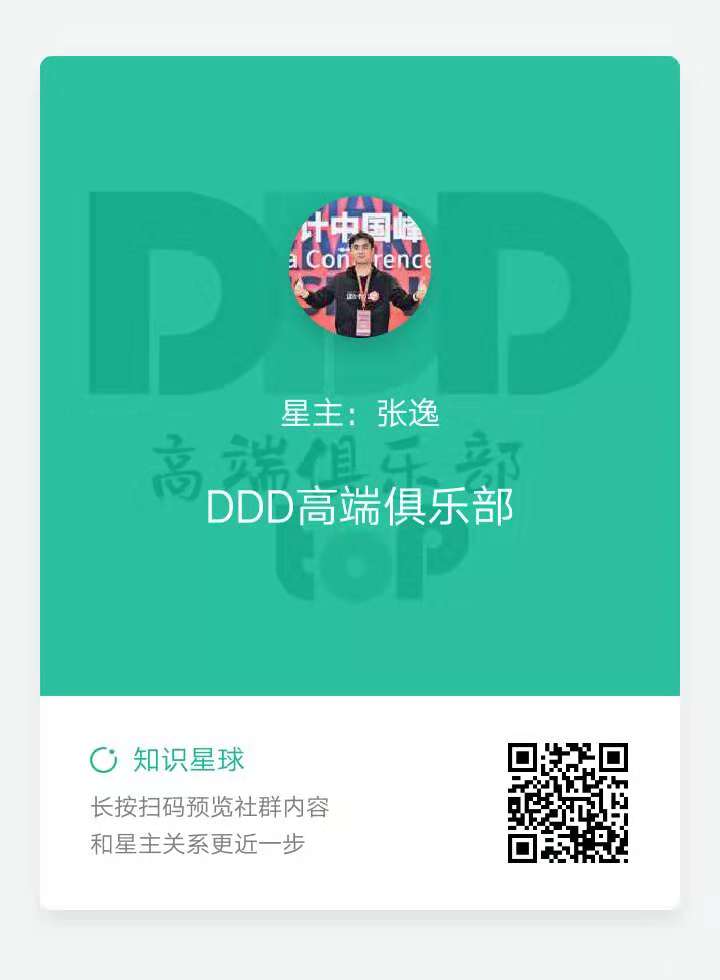 DDD
计中国峰
a Conference
星主：张逸
高端俱乐部
DDD高端俱乐部
top
知识星球
长按扫码预览社群内容
和星主关系更近一步